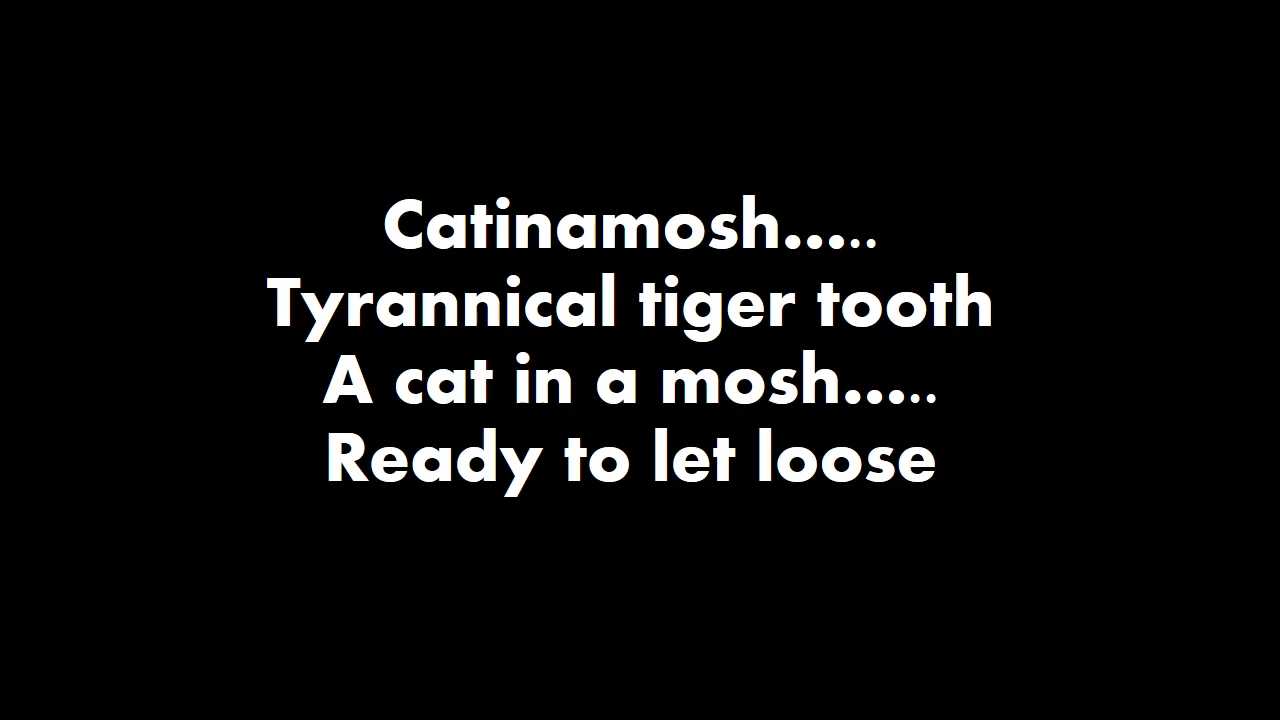 Catinamosh.....
Tyrannical tiger tooth
A cat in a mosh.....
Ready to let loose